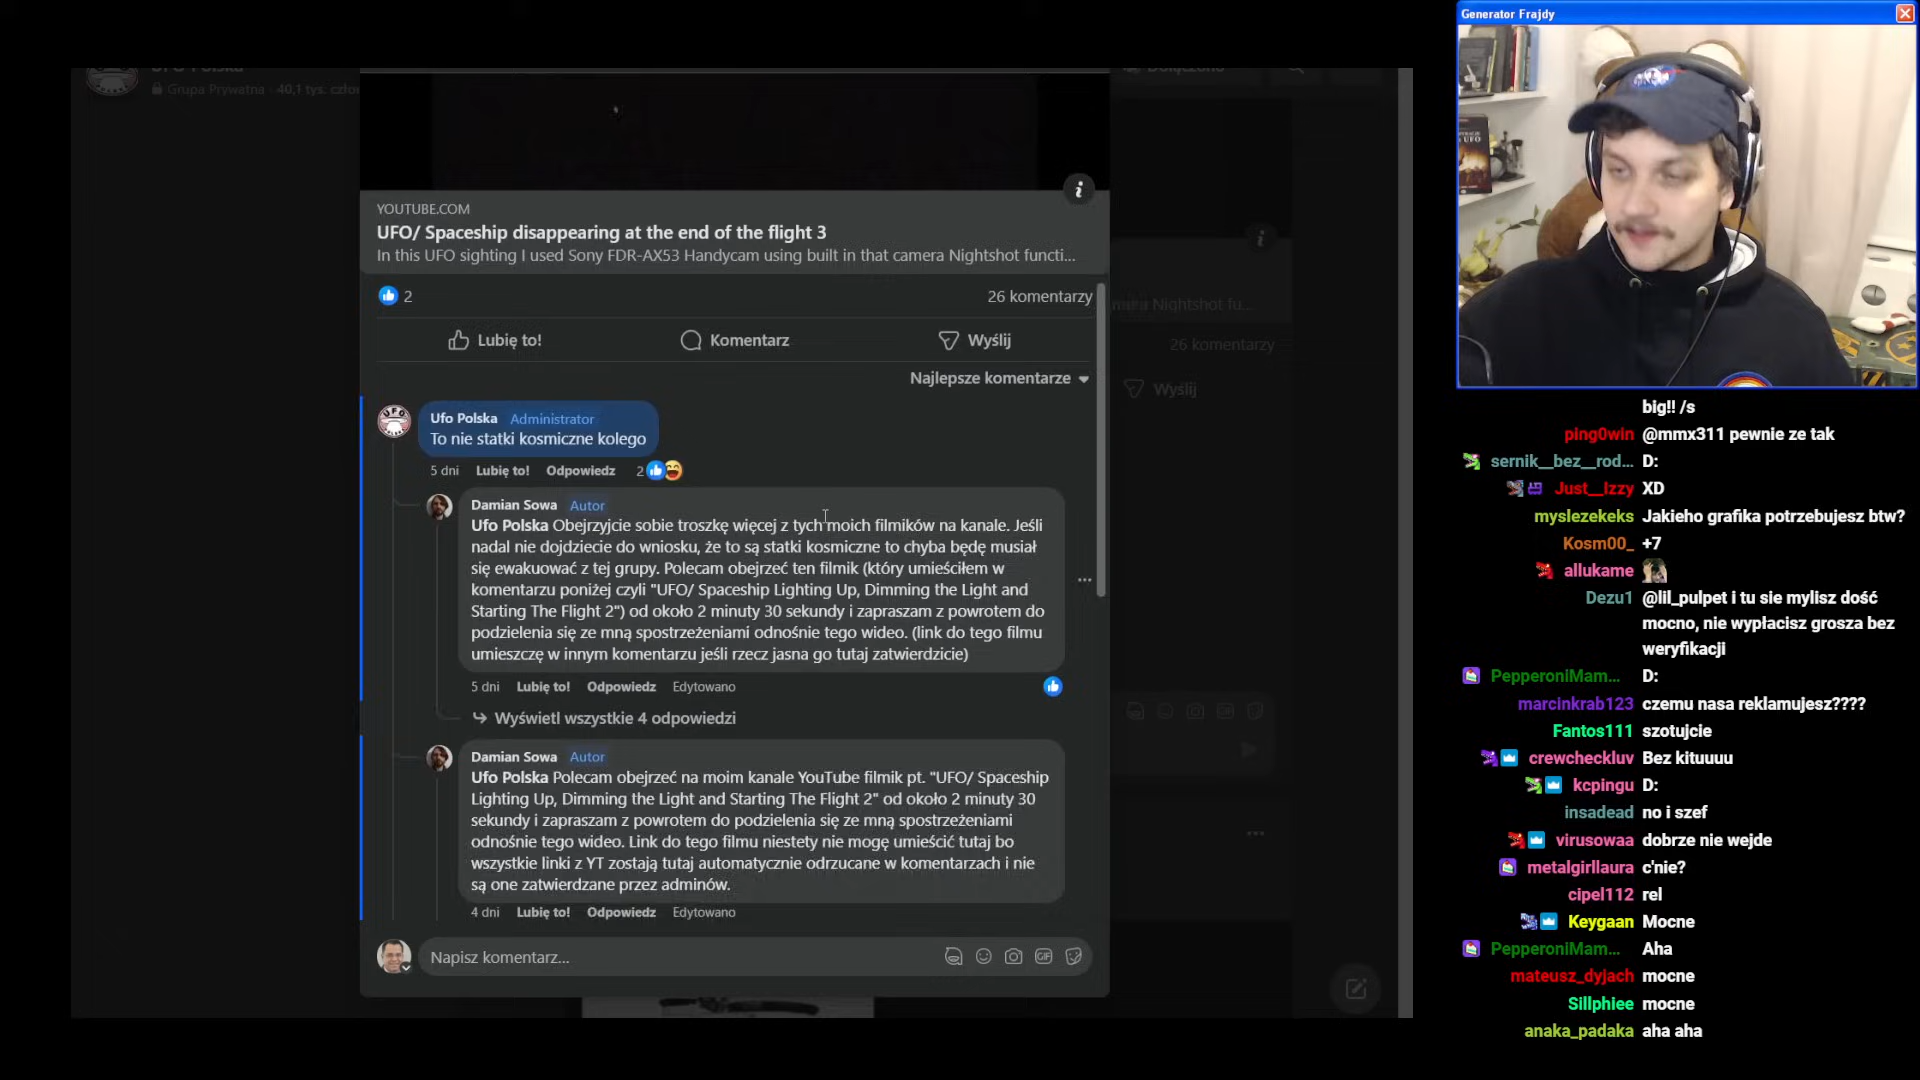 Grupa Prywatna · 40,1 tys.
YOUTUBE.COM
UFO/ Spaceship disappearing at the end of the flight 3
In this UFO sighting I used Sony FDR-AX53 Handycam using built in that camera Nightshot functi...
2
26 komentarzy
Lubię to!
Komentarz
Wyślij
Najlepsze komentarze
Ufo Polska Administrator
To nie statki kosmiczne kolego
5 dni Lubię to! Odpowiedz 2
Damian Sowa Autor
Ufo Polska Obejrzyjcie sobie troszkę więcej z tych moich filmików na kanale. Jeśli
nadal nie dojdziecie do wniosku, że to są statki kosmiczne to chyba będę musiał
się ewakuować z tej grupy. Polecam obejrzeć ten filmik (który umieściłem w
komentarzu poniżej czyli "UFO/ Spaceship Lighting Up, Dimming the Light and
Starting The Flight 2") od około 2 minuty 30 sekundy i zapraszam z powrotem do
podzielenia się ze mną spostrzeżeniami odnośnie tego wideo. (link do tego filmu
umieszczę w innym komentarzu jeśli rzecz jasna go tutaj zatwierdzicie)
5 dni Lubię to! Odpowiedz Edytowano
Wyświetl wszystkie 4 odpowiedzi
Damian Sowa Autor
Ufo Polska Polecam obejrzeć na moim kanale YouTube filmik pt. "UFO/ Spaceship
Lighting Up, Dimming the Light and Starting The Flight 2" od około 2 minuty 30
sekundy i zapraszam z powrotem do podzielenia się ze mną spostrzeżeniami
odnośnie tego wideo. Link do tego filmu niestety nie mogę umieścić tutaj bo
wszystkie linki z YT zostają tutaj automatycznie odrzucane w komentarzach i nie
są one zatwierdzane przez adminów.
4 dni Lubię to! Odpowiedz Edytowano
Napisz komentarz...
GIF
Nightshot fu...
26 komentarzy
Wyślij
Generator Frajdy
UFO
big!! /s
ping0win @mmx311 pewnie ze tak
sernik__bez__rod... D:
Just__Izzy XD
myslezekeks Jakieho grafika potrzebujesz btw?
Kosm00_ +7
allukame
Dezu1 @lil_pulpet i tu sie mylisz dość
mocno, nie wypłacisz grosza bez
weryfikacji
PepperoniMam... D:
marcinkrab123 czemu nasa reklamujesz????
Fantos111 szotujcie
crewcheckluv Bez kituuuu
kcpingu D:
insadead no i szef
virusowaa dobrze nie wejde
metalgirllaura c'nie?
cipel112 rel
Keygaan Mocne
PepperoniMam... Aha
mateusz_dyjach mocne
Sillphiee mocne
anaka_padaka aha aha